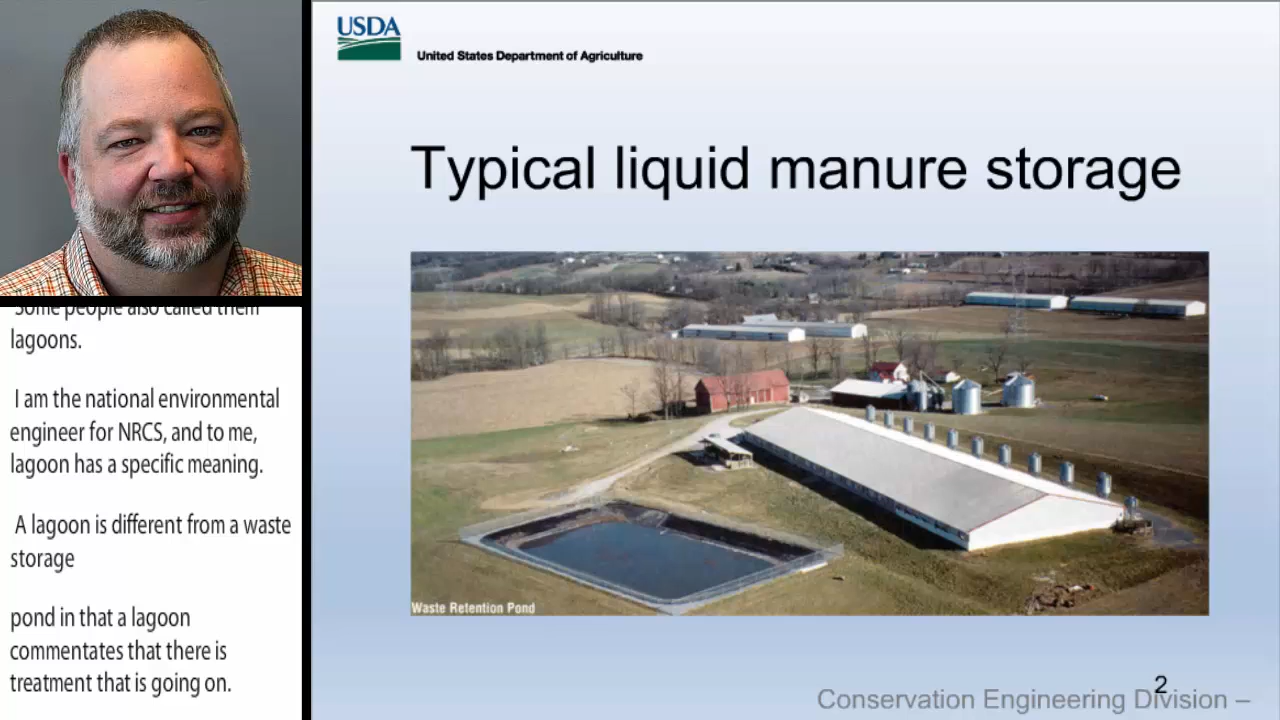 USDA
United States Department of Agriculture
Typical liquid manure storage
Waste Retention Pond
2
Conservation Engineering Division –
Some people also called them
lagoons.
I am the national environmental
engineer for NRCS, and to me,
lagoon has a specific meaning.
A lagoon is different from a waste
storage
pond in that a lagoon
commentates that there is
treatment that is going on.